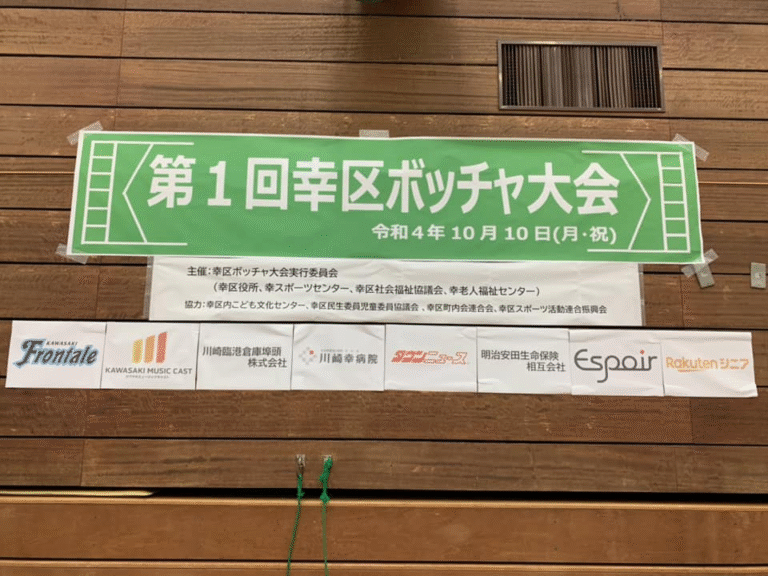 第1回幸区ボッチャ大会
令和4年10月10日(月・祝)
主催：幸区ボッチャ大会実行委員会
（幸区役所、幸スポーツセンター、幸区社会福祉協議会、幸老人福祉センター）
協力：幸区内こども文化センター、幸区民生委員児童委員協議会、幸区町内会連合会、幸区スポーツ活動連合振興会
KAWASAKI
Frontale
KAWASAKI MUSIC CAST
川崎臨港倉庫埠頭
株式会社
川崎幸病院
タウンニュース
明治安田生命保険
相互会社
Espoir
Rakuten シニア